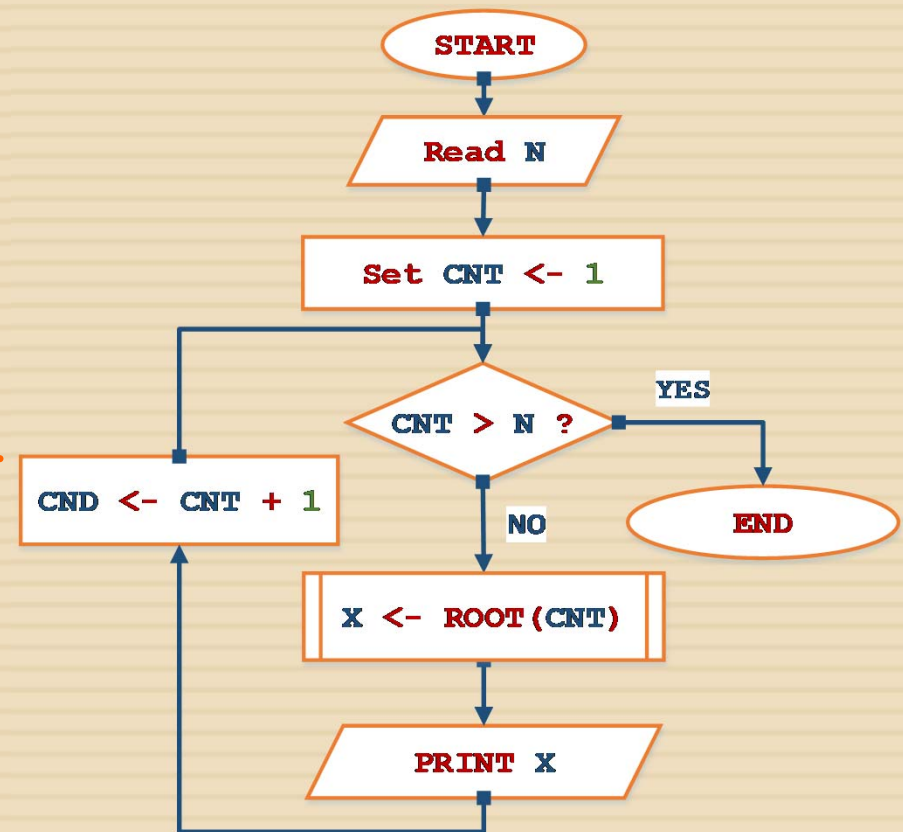 START
Read N
Set CNT <- 1
CNT > N ?
YES
CND <- CNT + 1
END
NO
X <- ROOT(CNT)
PRINT X